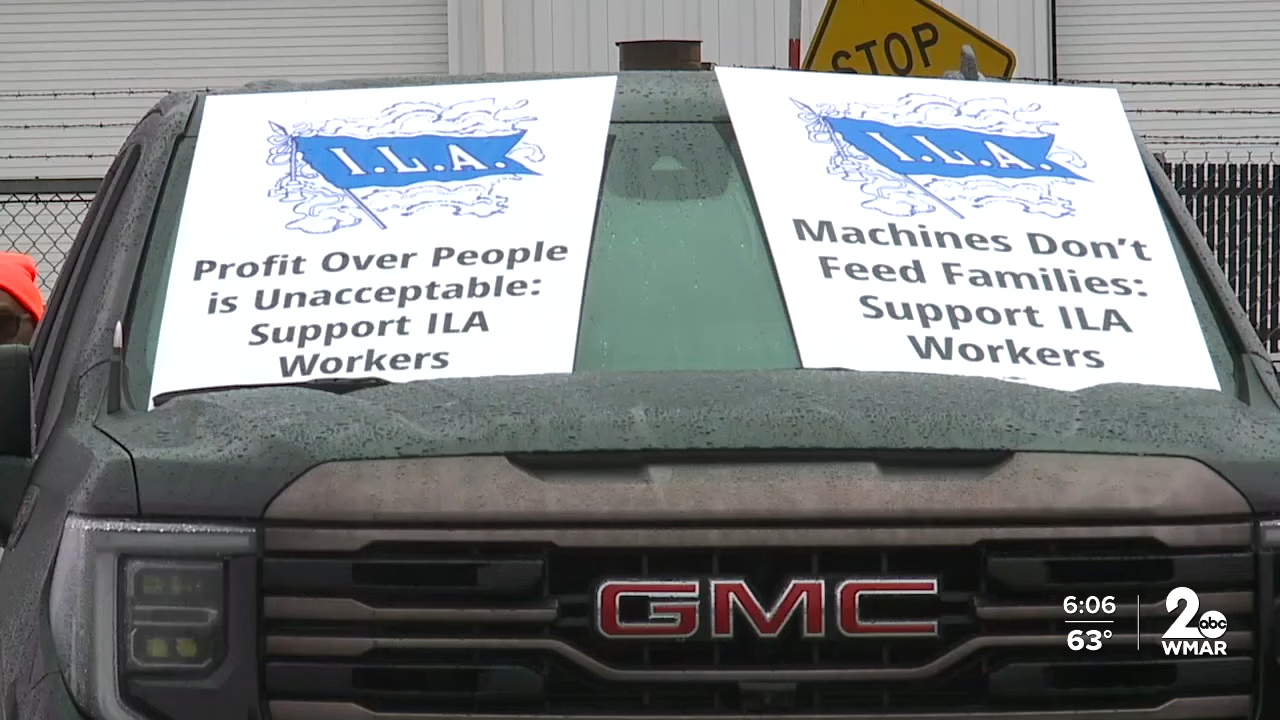 STOP
I.L.A.
Profit Over People
is Unacceptable:
Support ILA
Workers
I.L.A.
Machines Don't
Feed Families:
Support ILA
Workers
GMC
6:06
63°
2 abc
WMAR